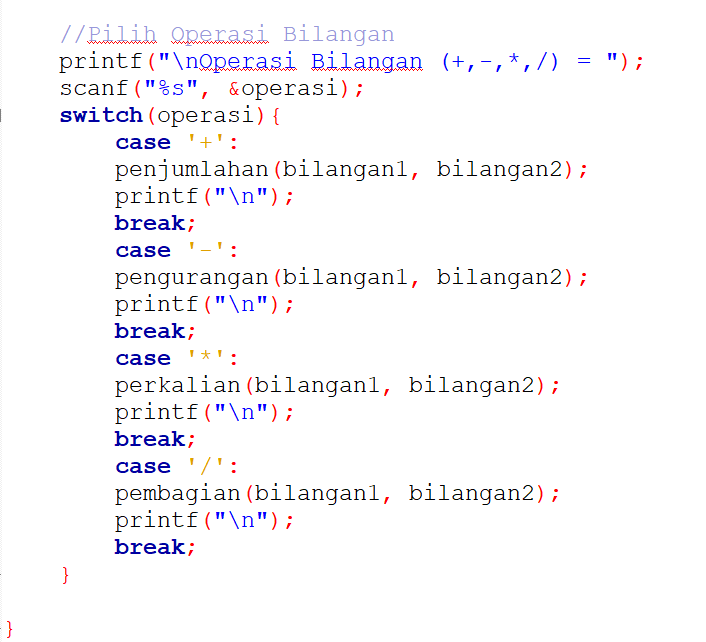 //Pilih Operasi Bilangan
printf("\nOperasi Bilangan (+,-,*,/) = ");
scanf("%s", &operasi);
switch(operasi){
case '+':
penjumlahan(bilangan1, bilangan2);
printf("\n");
break;
case '-':
pengurangan(bilangan1, bilangan2);
printf("\n");
break;
case '*':
perkalian(bilangan1, bilangan2);
printf("\n");
break;
case '/':
pembagian(bilangan1, bilangan2);
printf("\n");
break;
}
}